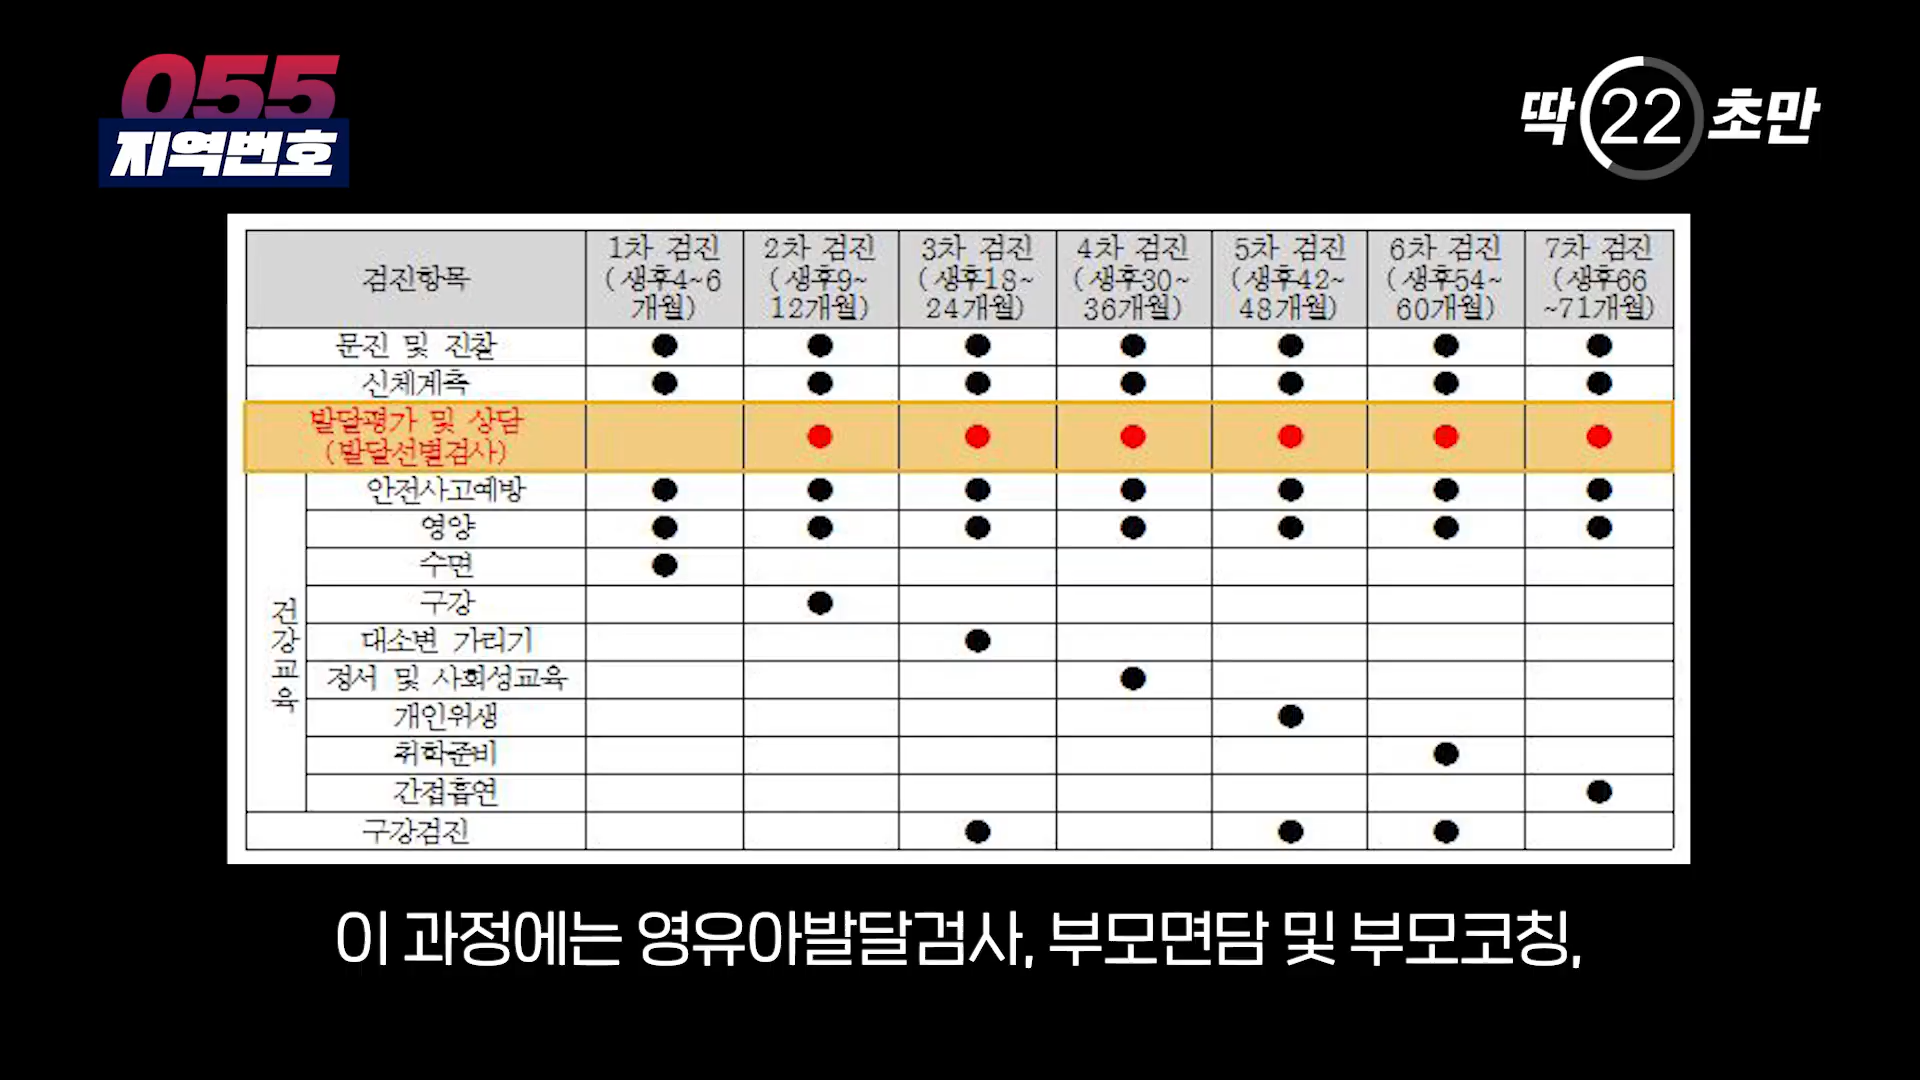 055
지역번호
딱 22 초만
검진항목
1차 검진
(생후4~6
개월)
2차 검진
(생후9~
12개월)
3차 검진
(생후18~
24개월)
4차 검진
(생후30~
36개월)
5차 검진
(생후42~
48개월)
6차 검진
(생후54~
60개월)
7차 검진
(생후66
~71개월)
문진 및 진찰
● ● ● ● ● ● ●
신체계측
● ● ● ● ● ● ●
발달평가 및 상담
(발달선별검사)
● ● ● ● ● ●
건강교육
안전사고예방
● ● ● ● ● ● ●
영양
● ● ● ● ● ● ●
수면
●
구강
●
대소변 가리기
●
정서 및 사회성교육
●
개인위생
●
취학준비
●
간접흡연
●
구강검진
● ● ●
이 과정에는 영유아발달검사, 부모면담 및 부모코칭,